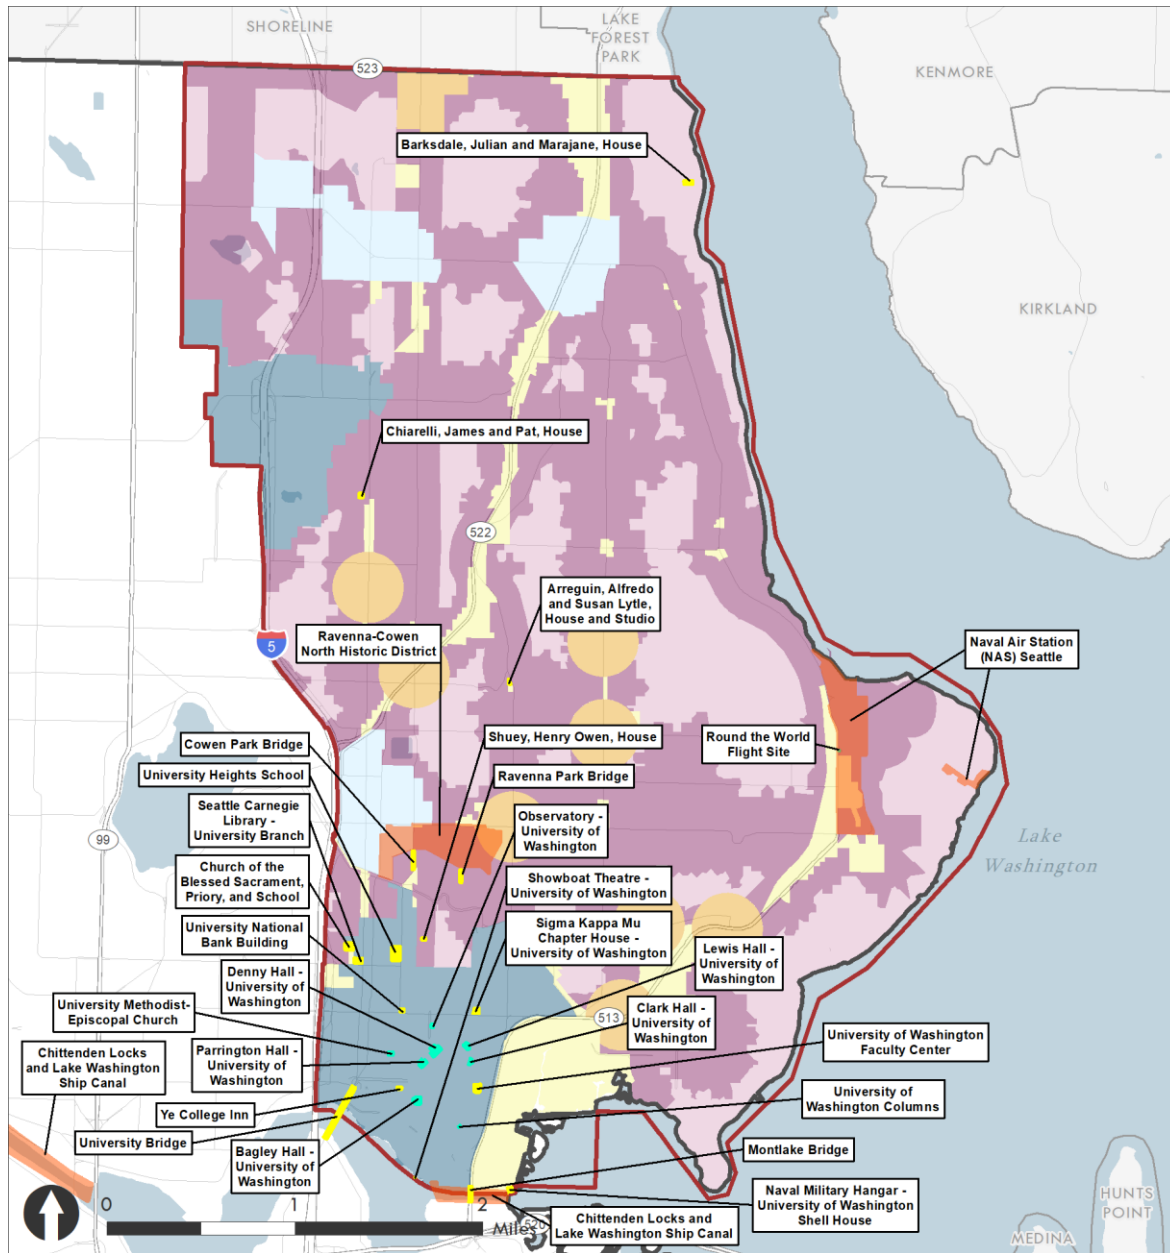 SHORELINE
LAKE
FOREST
PARK
523
KENMORE
Barksdale, Julian and Marajane, House
KIRKLAND
Chiarelli, James and Pat, House
522
Arreguin, Alfredo
and Susan Lytle,
House and Studio
5
Ravenna-Cowen
North Historic District
Naval Air Station
(NAS) Seattle
Cowen Park Bridge
Shuey, Henry Owen, House
Round the World
Flight Site
University Heights School
Ravenna Park Bridge
Seattle Carnegie
Library -
University Branch
Observatory -
University of
Washington
99
Lake
Washington
Church of the
Blessed Sacrament,
Priory, and School
Showboat Theatre -
University of Washington
University National
Bank Building
Sigma Kappa Mu
Chapter House -
University of Washington
Lewis Hall -
University of
Washington
Denny Hall -
University of
Washington
University Methodist-
Episcopal Church
513
Clark Hall -
University of
Washington
University of Washington
Faculty Center
Chittenden Locks
and Lake Washington
Ship Canal
Parrington Hall -
University of
Washington
University of
Washington Columns
Ye College Inn
University Bridge
Bagley Hall -
University of
Washington
Montlake Bridge
Naval Military Hangar -
University of Washington
Shell House
Chittenden Locks and
Lake Washington Ship Canal
0
1
2
Miles
520
HUNTS
POINT
MEDINA